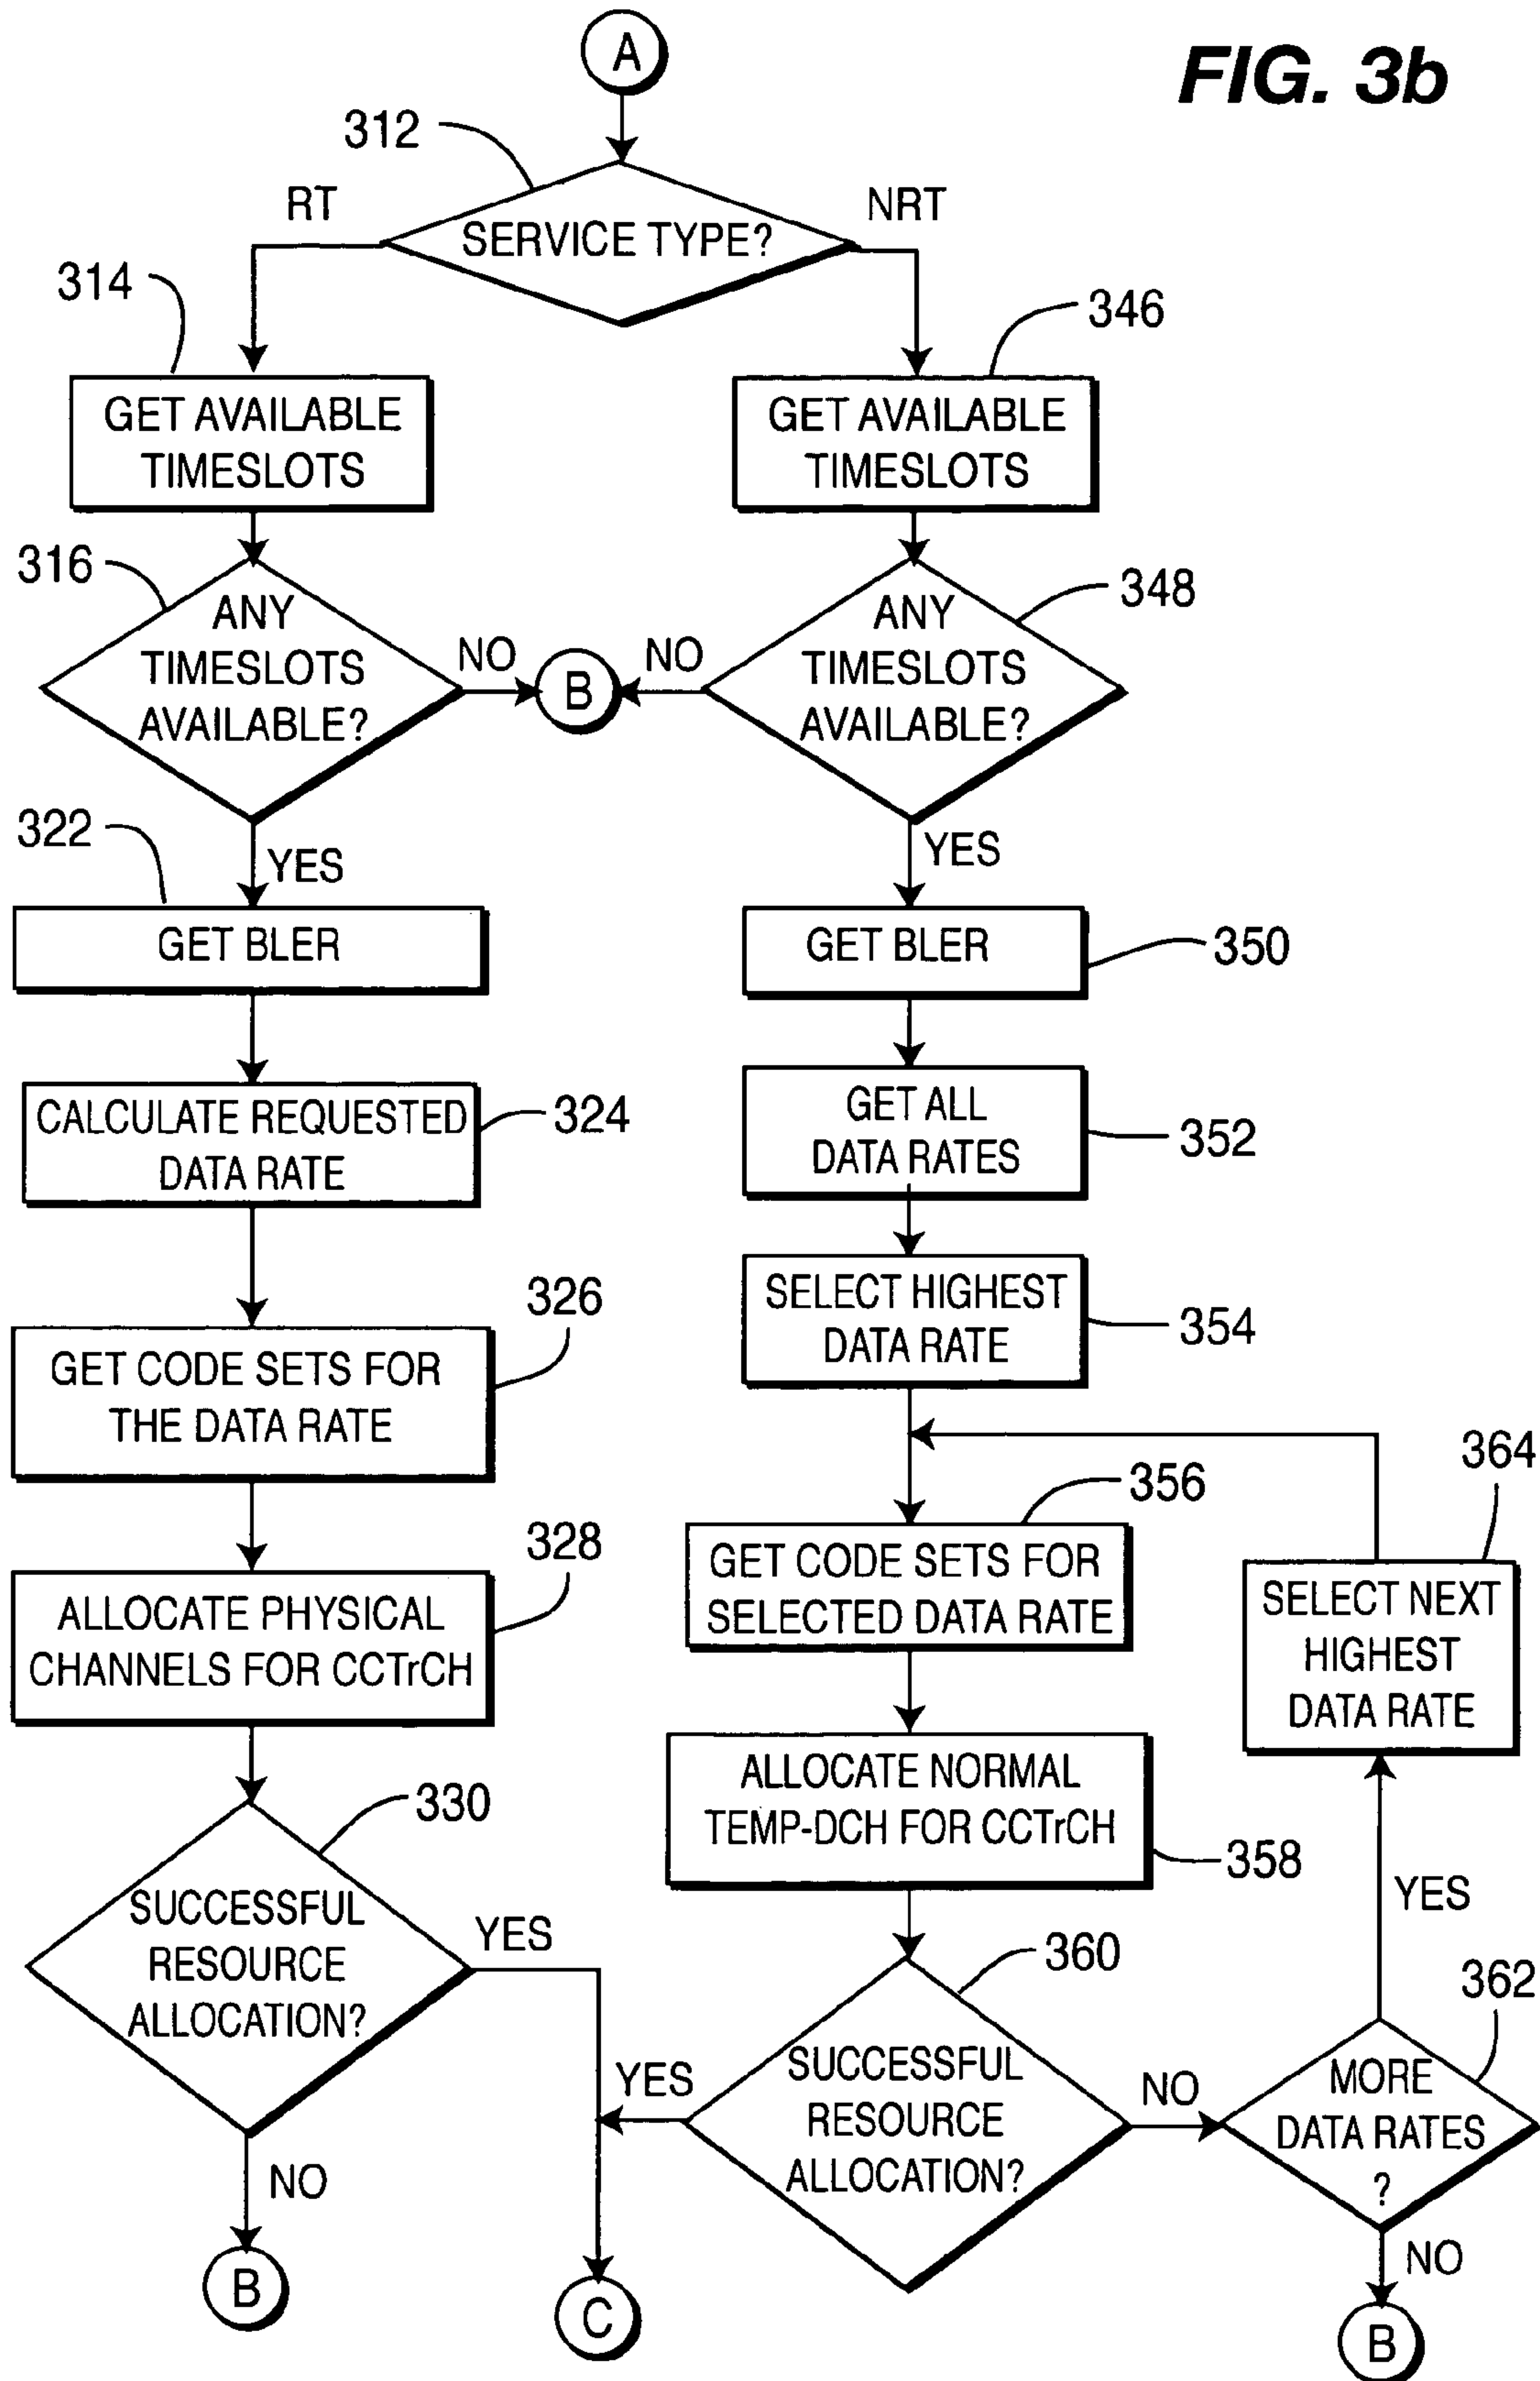 A
FIG. 3b
312
RT
NRT
SERVICE TYPE?
314
346
GET AVAILABLE
TIMESLOTS
GET AVAILABLE
TIMESLOTS
316
348
ANY
TIMESLOTS
AVAILABLE?
NO
B
NO
ANY
TIMESLOTS
AVAILABLE?
322
YES
YES
GET BLER
GET BLER
350
CALCULATE REQUESTED
DATA RATE
324
GET ALL
DATA RATES
352
326
SELECT HIGHEST
DATA RATE
354
GET CODE SETS FOR
THE DATA RATE
364
356
328
GET CODE SETS FOR
SELECTED DATA RATE
SELECT NEXT
HIGHEST
DATA RATE
ALLOCATE PHYSICAL
CHANNELS FOR CCTrCH
330
ALLOCATE NORMAL
TEMP-DCH FOR CCTrCH
358
YES
SUCCESSFUL
RESOURCE
ALLOCATION?
YES
360
362
YES
SUCCESSFUL
RESOURCE
ALLOCATION?
NO
MORE
DATA RATES
?
NO
NO
B
C
B